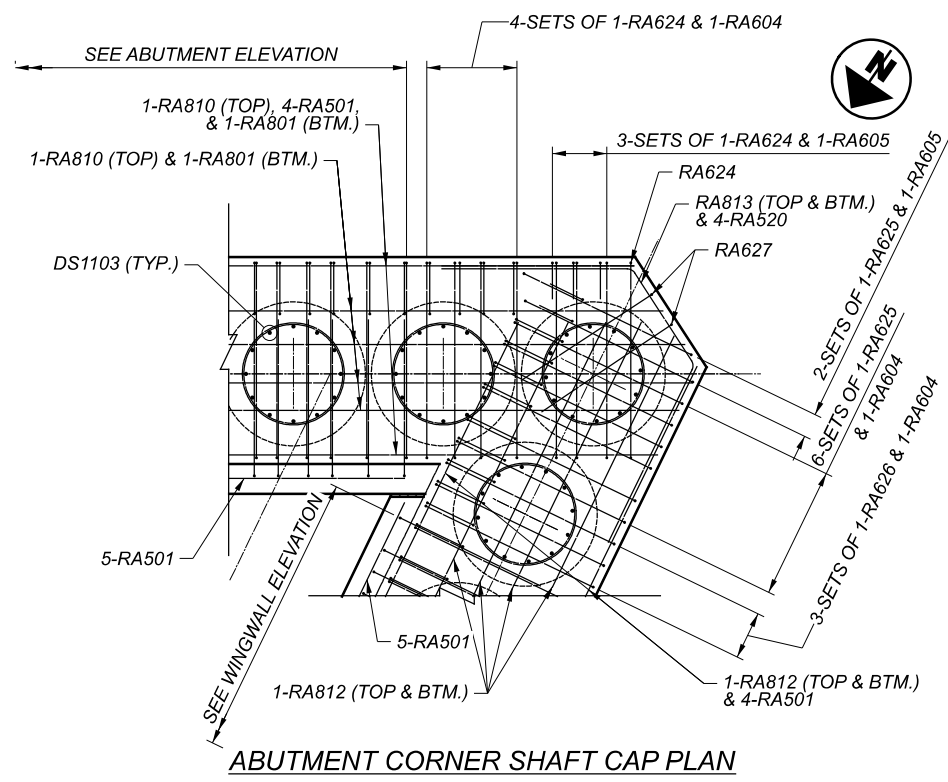 4-SETS OF 1-RA624 & 1-RA604
SEE ABUTMENT ELEVATION
N
1-RA810 (TOP), 4-RA501,
& 1-RA801 (BTM.)
3-SETS OF 1-RA624 & 1-RA605
1-RA810 (TOP) & 1-RA801 (BTM.)
RA624
RA813 (TOP & BTM.)
& 4-RA520
RA627
DS1103 (TYP.)
2-SETS OF 1-RA625 & 1-RA605
6-SETS OF 1-RA625
& 1-RA604
3-SETS OF 1-RA626 & 1-RA604
5-RA501
SEE WINGWALL ELEVATION
5-RA501
1-RA812 (TOP & BTM.)
1-RA812 (TOP & BTM.)
& 4-RA501
ABUTMENT CORNER SHAFT CAP PLAN